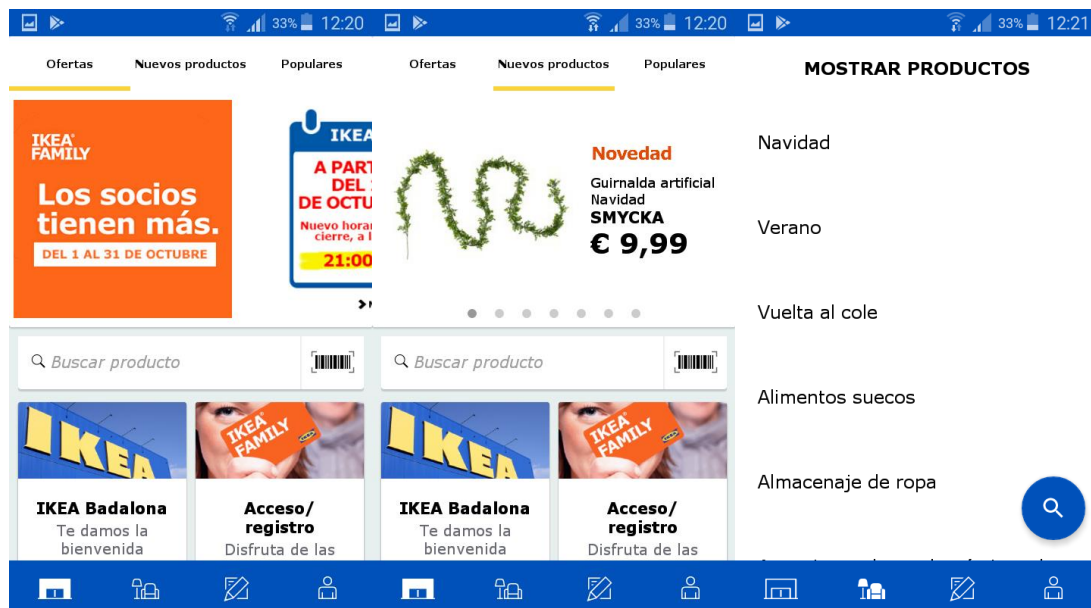 33% 12:20
Ofertas Nuevos productos Populares
IKEA
FAMILY
Los socios
tienen más.
DEL 1 AL 31 DE OCTUBRE
IKEA
A PART
DEL
DE OCTU
Nuevo hora
cierre, a l
21:00
Buscar producto
IKEA
IKEA
FAMILY
IKEA Badalona
Te damos la
bienvenida
Acceso/
registro
Disfruta de las
33% 12:20
Ofertas Nuevos productos Populares
Novedad
Guirnalda artificial
Navidad
SMYCKA
€ 9,99
Buscar producto
IKEA
IKEA
FAMILY
IKEA Badalona
Te damos la
bienvenida
Acceso/
registro
Disfruta de las
33% 12:21
MOSTRAR PRODUCTOS
Navidad
Verano
Vuelta al cole
Alimentos suecos
Almacenaje de ropa